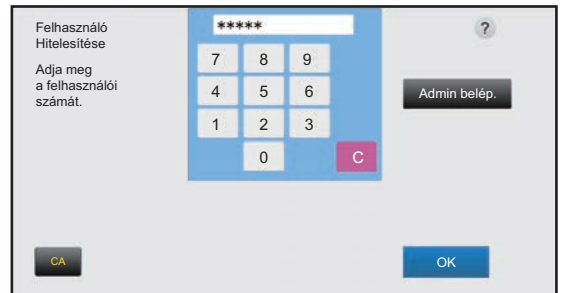 Felhasználó
Hitelesítése
Adja meg
a felhasználói
számát.
*****
7 8 9
4 5 6
1 2 3
0 C
?
Admin belép.
CA
OK